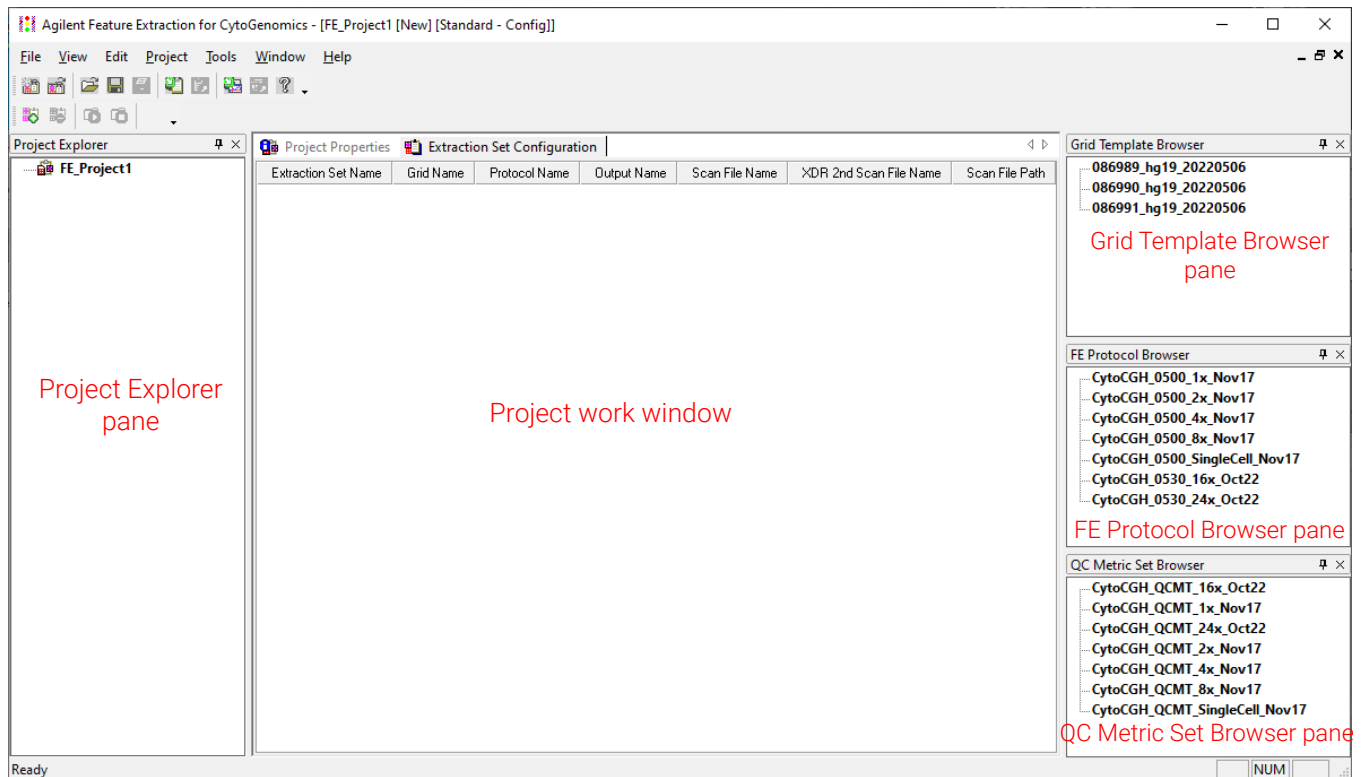 Agilent Feature Extraction for CytoGenomics - [FE_Project1 [New] [Standard - Config]]
File View Edit Project Tools Window Help
Project Explorer
FE_Project1
Project Explorer
pane
Project Properties Extraction Set Configuration
Extraction Set Name Grid Name Protocol Name Output Name Scan File Name XDR 2nd Scan File Name Scan File Path
Project work window
Grid Template Browser
086989_hg19_20220506
086990_hg19_20220506
086991_hg19_20220506
Grid Template Browser
pane
FE Protocol Browser
CytoCGH_0500_1x_Nov17
CytoCGH_0500_2x_Nov17
CytoCGH_0500_4x_Nov17
CytoCGH_0500_8x_Nov17
CytoCGH_0500_SingleCell_Nov17
CytoCGH_0530_16x_Oct22
CytoCGH_0530_24x_Oct22
FE Protocol Browser pane
QC Metric Set Browser
CytoCGH_QCMT_16x_Oct22
CytoCGH_QCMT_1x_Nov17
CytoCGH_QCMT_24x_Oct22
CytoCGH_QCMT_2x_Nov17
CytoCGH_QCMT_4x_Nov17
CytoCGH_QCMT_8x_Nov17
CytoCGH_QCMT_SingleCell_Nov17
QC Metric Set Browser pane
Ready
NUM